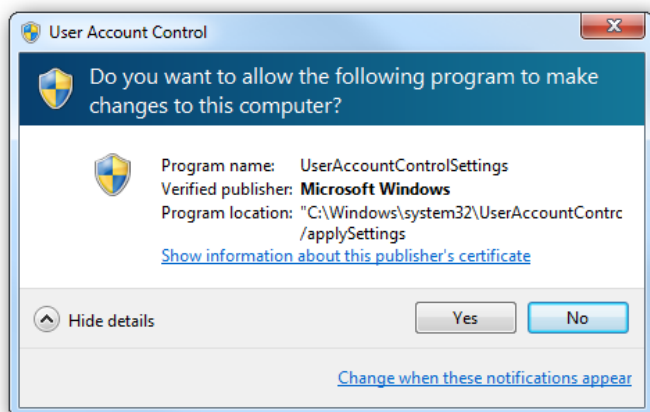 User Account Control
Do you want to allow the following program to make
changes to this computer?
Program name: UserAccountControlSettings
Verified publisher: Microsoft Windows
Program location: "C:\Windows\system32\UserAccountContrc
/applySettings
Show information about this publisher's certificate
Hide details
Yes
No
Change when these notifications appear